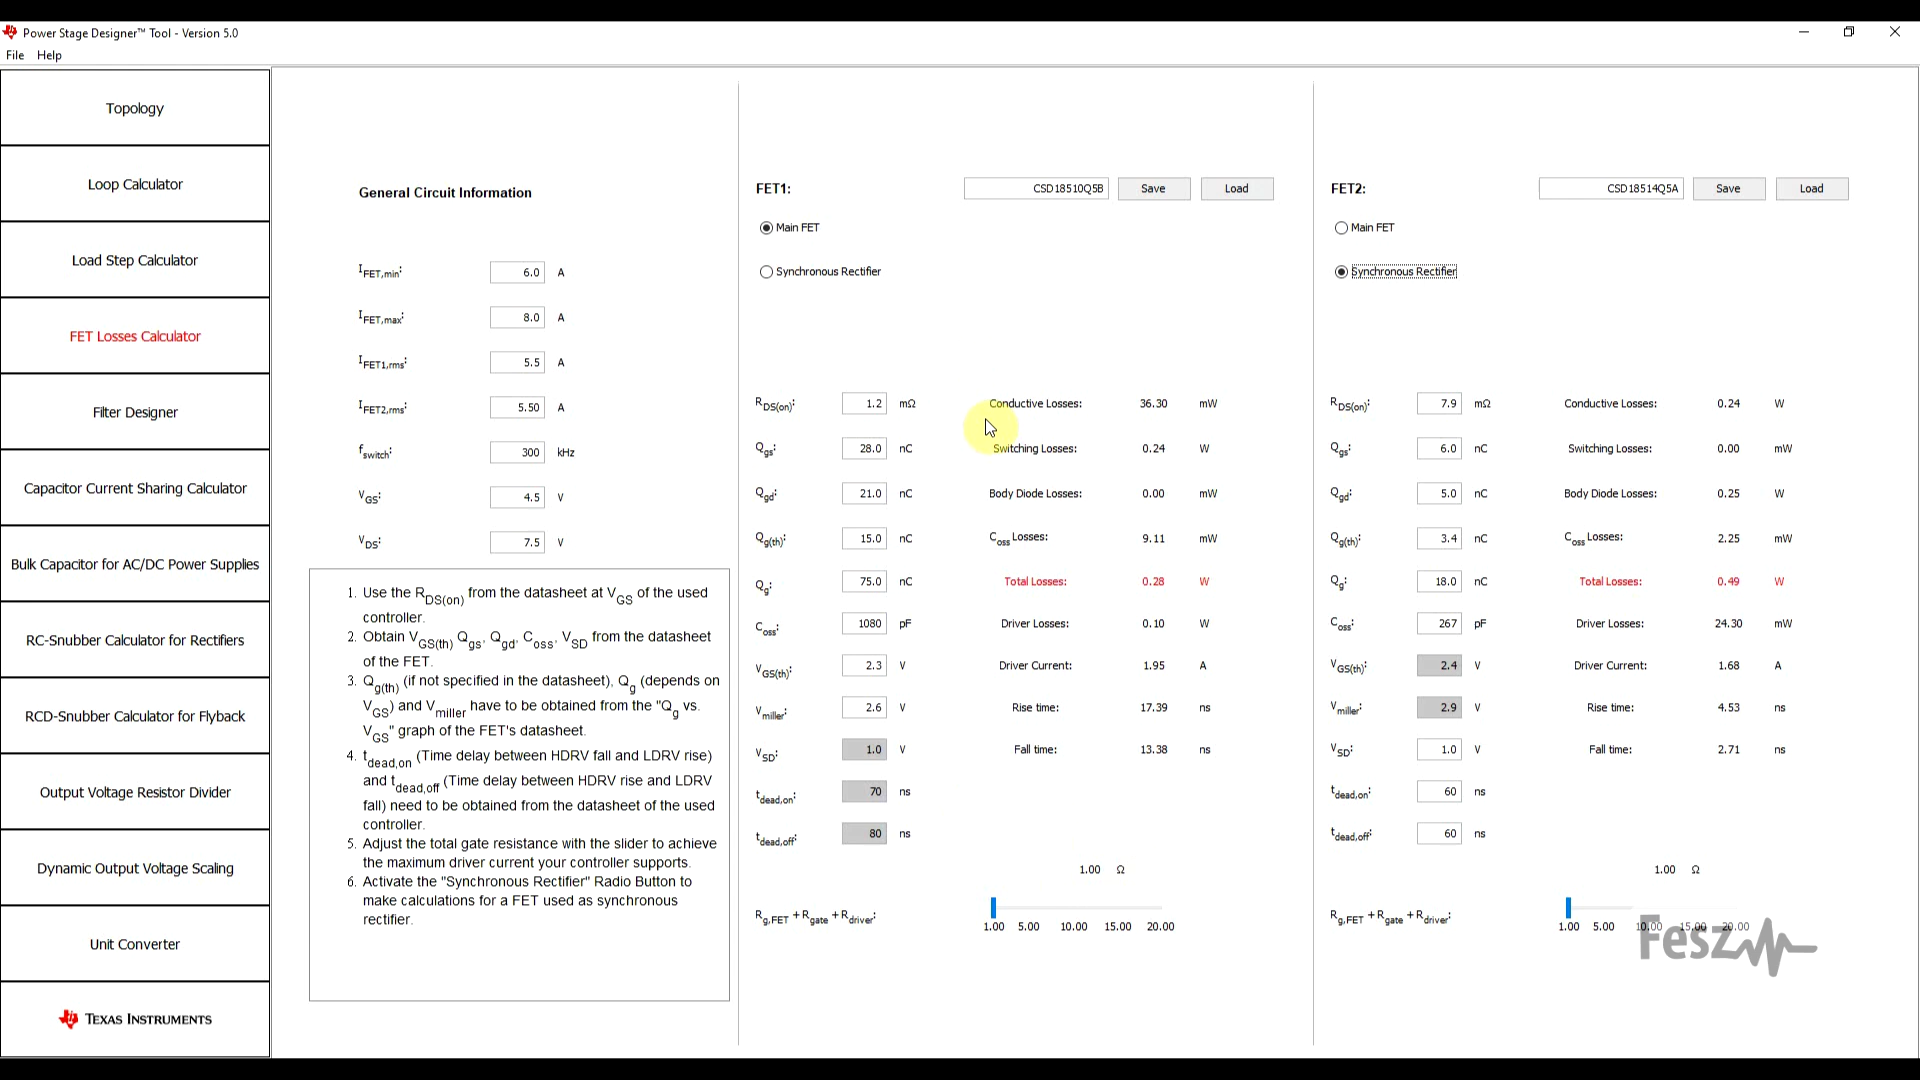 Power Stage Designer™ Tool - Version 5.0
File Help
Topology
Loop Calculator
Load Step Calculator
FET Losses Calculator
Filter Designer
Capacitor Current Sharing Calculator
Bulk Capacitor for AC/DC Power Supplies
RC-Snubber Calculator for Rectifiers
RCD-Snubber Calculator for Flyback
Output Voltage Resistor Divider
Dynamic Output Voltage Scaling
Unit Converter
TEXAS INSTRUMENTS
General Circuit Information
IFET,min: 6.0 A
IFET,max: 8.0 A
IFET1,rms: 5.5 A
IFET2,rms: 5.50 A
fswitch: 300 kHz
VGS: 4.5 V
VDS: 7.5 V
1. Use the RDS(on) from the datasheet at VGS of the used
controller.
2. Obtain VGS(th) Qgs, Qgd, Coss, VSD from the datasheet
of the FET.
3. Qg(th) (if not specified in the datasheet), Qg (depends on
VGS) and Vmiller have to be obtained from the "Qg vs.
VGS" graph of the FET's datasheet.
4. tdead,on (Time delay between HDRV fall and LDRV rise)
and tdead,off (Time delay between HDRV rise and LDRV
fall) need to be obtained from the datasheet of the used
controller.
5. Adjust the total gate resistance with the slider to achieve
the maximum driver current your controller supports.
6. Activate the "Synchronous Rectifier" Radio Button to
make calculations for a FET used as synchronous
rectifier.
FET1: CSD18510Q5B Save Load
Main FET
Synchronous Rectifier
RDS(on): 1.2 mΩ Conductive Losses: 36.30 mW
Qgs: 28.0 nC Switching Losses: 0.24 W
Qgd: 21.0 nC Body Diode Losses: 0.00 mW
Qg(th): 15.0 nC Coss Losses: 9.11 mW
Qg: 75.0 nC Total Losses: 0.28 W
Coss: 1080 pF Driver Losses: 0.10 W
VGS(th): 2.3 V Driver Current: 1.95 A
Vmiller: 2.6 V Rise time: 17.39 ns
VSD: 1.0 V Fall time: 13.38 ns
tdead,on: 70 ns
tdead,off: 80 ns
1.00 Ω
Rg,FET +Rgate +Rdriver:
1.00 5.00 10.00 15.00 20.00
FET2: CSD18514Q5A Save Load
Main FET
Synchronous Rectifier
RDS(on): 7.9 mΩ Conductive Losses: 0.24 W
Qgs: 6.0 nC Switching Losses: 0.00 mW
Qgd: 5.0 nC Body Diode Losses: 0.25 W
Qg(th): 3.4 nC Coss Losses: 2.25 mW
Qg: 18.0 nC Total Losses: 0.49 W
Coss: 267 pF Driver Losses: 24.30 mW
VGS(th): 2.4 V Driver Current: 1.68 A
Vmiller: 2.9 V Rise time: 4.53 ns
VSD: 1.0 V Fall time: 2.71 ns
tdead,on: 60 ns
tdead,off: 60 ns
1.00 Ω
Rg,FET +Rgate +Rdriver:
1.00 5.00 10.00 15.00 20.00
Fesz